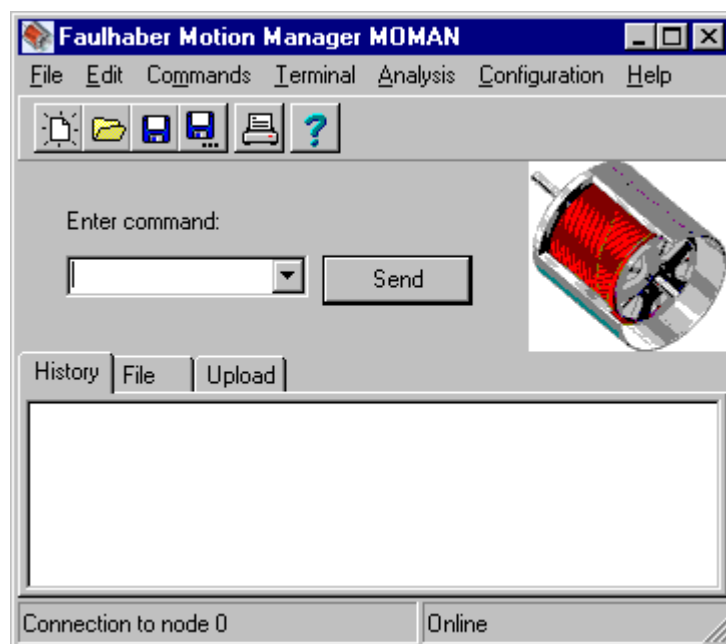 Faulhaber Motion Manager MOMAN
File Edit Commands Terminal Analysis Configuration Help
Enter command:
Send
History File Upload
Connection to node 0 Online